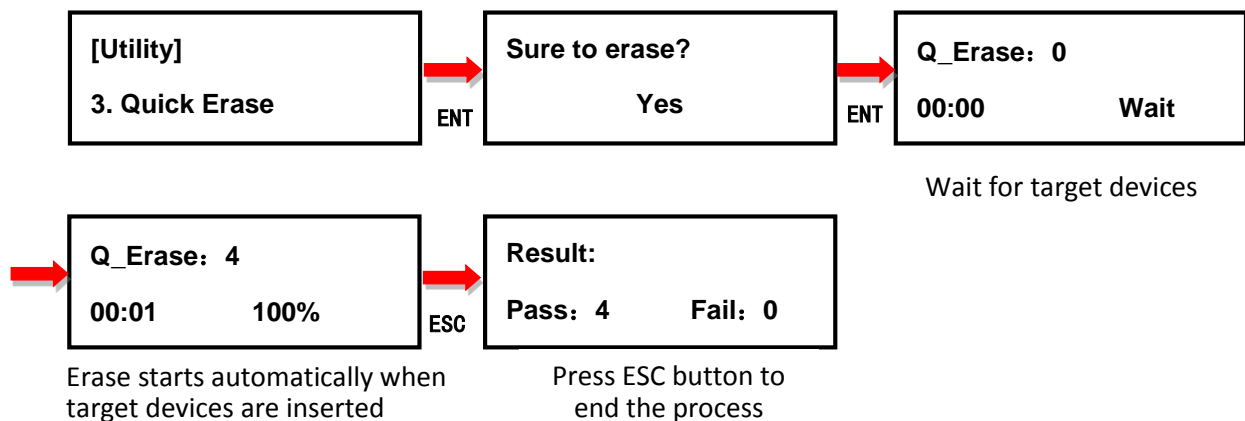 [Utility]
3. Quick Erase
ENT
Sure to erase?
Yes
ENT
Q_Erase：0
00:00 Wait
Wait for target devices
Q_Erase：4
00:01 100%
Erase starts automatically when
target devices are inserted
ESC
Result:
Pass：4 Fail：0
Press ESC button to
end the process